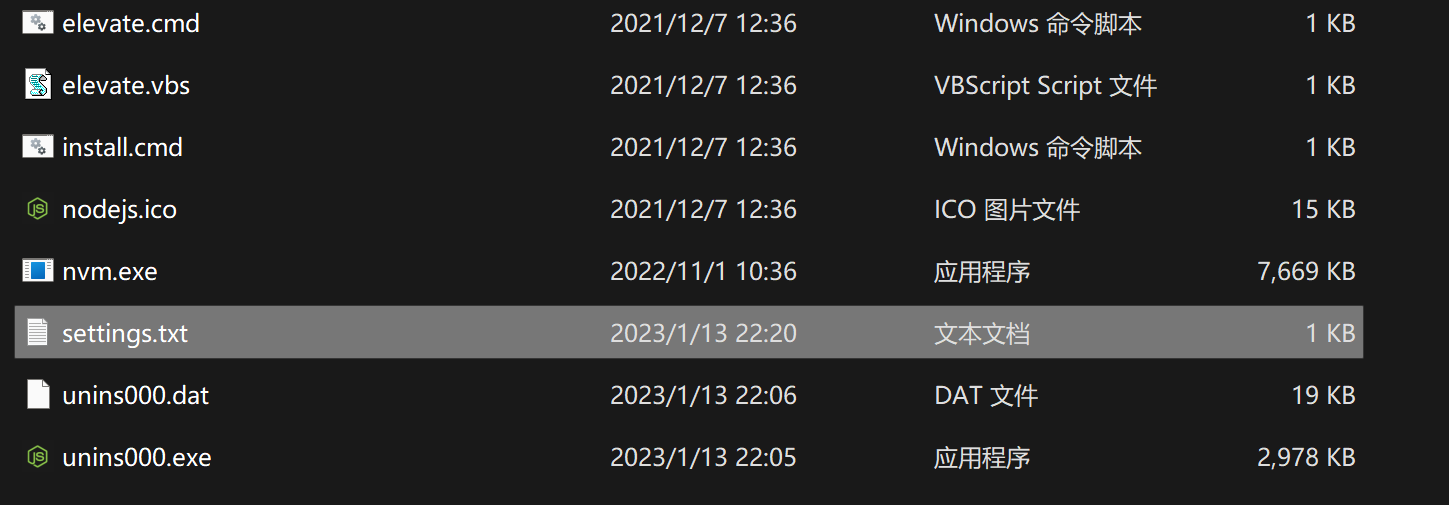 elevate.cmd 2021/12/7 12:36 Windows 命令脚本 1 KB
elevate.vbs 2021/12/7 12:36 VBScript Script 文件 1 KB
install.cmd 2021/12/7 12:36 Windows 命令脚本 1 KB
nodejs.ico 2021/12/7 12:36 ICO 图片文件 15 KB
nvm.exe 2022/11/1 10:36 应用程序 7,669 KB
settings.txt 2023/1/13 22:20 文本文档 1 KB
unins000.dat 2023/1/13 22:06 DAT 文件 19 KB
unins000.exe 2023/1/13 22:05 应用程序 2,978 KB